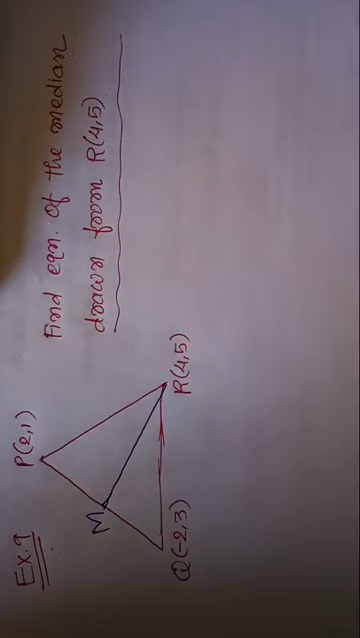 Ex.9
Find eqn. of the median
drawn from R(4,5)
P(2,1)
M
Q(-2,3)
R(4,5)